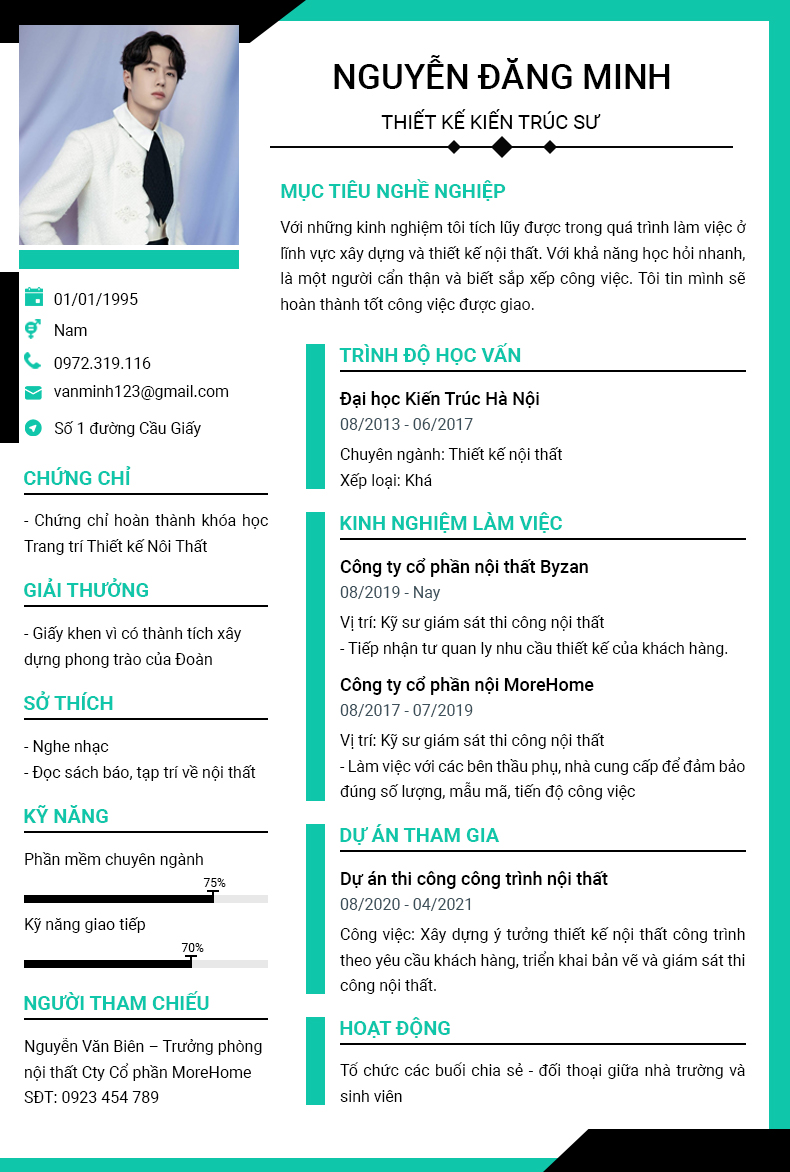 NGUYỄN ĐĂNG MINH
THIẾT KẾ KIẾN TRÚC SƯ
01/01/1995
Nam
0972.319.116
vanminh123@gmail.com
Số 1 đường Cầu Giấy
CHỨNG CHỈ
- Chứng chỉ hoàn thành khóa học
Trang trí Thiết kế Nôi Thất
GIẢI THƯỞNG
- Giấy khen vì có thành tích xây
dựng phong trào của Đoàn
SỞ THÍCH
- Nghe nhạc
- Đọc sách báo, tạp trí về nội thất
KỸ NĂNG
Phần mềm chuyên ngành
75%
Kỹ năng giao tiếp
70%
NGƯỜI THAM CHIẾU
Nguyễn Văn Biên – Trưởng phòng
nội thất Cty Cổ phần MoreHome
SĐT: 0923 454 789
MỤC TIÊU NGHỀ NGHIỆP
Với những kinh nghiệm tôi tích lũy được trong quá trình làm việc ở
lĩnh vực xây dựng và thiết kế nội thất. Với khả năng học hỏi nhanh,
là một người cẩn thận và biết sắp xếp công việc. Tôi tin mình sẽ
hoàn thành tốt công việc được giao.
TRÌNH ĐỘ HỌC VẤN
Đại học Kiến Trúc Hà Nội
08/2013 - 06/2017
Chuyên ngành: Thiết kế nội thất
Xếp loại: Khá
KINH NGHIỆM LÀM VIỆC
Công ty cổ phần nội thất Byzan
08/2019 - Nay
Vị trí: Kỹ sư giám sát thi công nội thất
- Tiếp nhận tư quan ly nhu cầu thiết kế của khách hàng.
Công ty cổ phần nội MoreHome
08/2017 - 07/2019
Vị trí: Kỹ sư giám sát thi công nội thất
- Làm việc với các bên thầu phụ, nhà cung cấp để đảm bảo
đúng số lượng, mẫu mã, tiến độ công việc
DỰ ÁN THAM GIA
Dự án thi công công trình nội thất
08/2020 - 04/2021
Công việc: Xây dựng ý tưởng thiết kế nội thất công trình
theo yêu cầu khách hàng, triển khai bản vẽ và giám sát thi
công nội thất.
HOẠT ĐỘNG
Tổ chức các buổi chia sẻ - đối thoại giữa nhà trường và
sinh viên